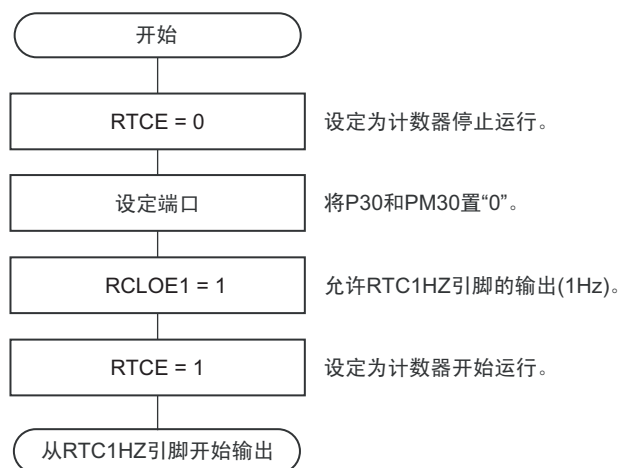 开始
RTCE = 0 设定为计数器停止运行。
设定端口 将P30和PM30置“0”。
RCLOE1 = 1 允许RTC1HZ引脚的输出(1Hz)。
RTCE = 1 设定为计数器开始运行。
从RTC1HZ引脚开始输出